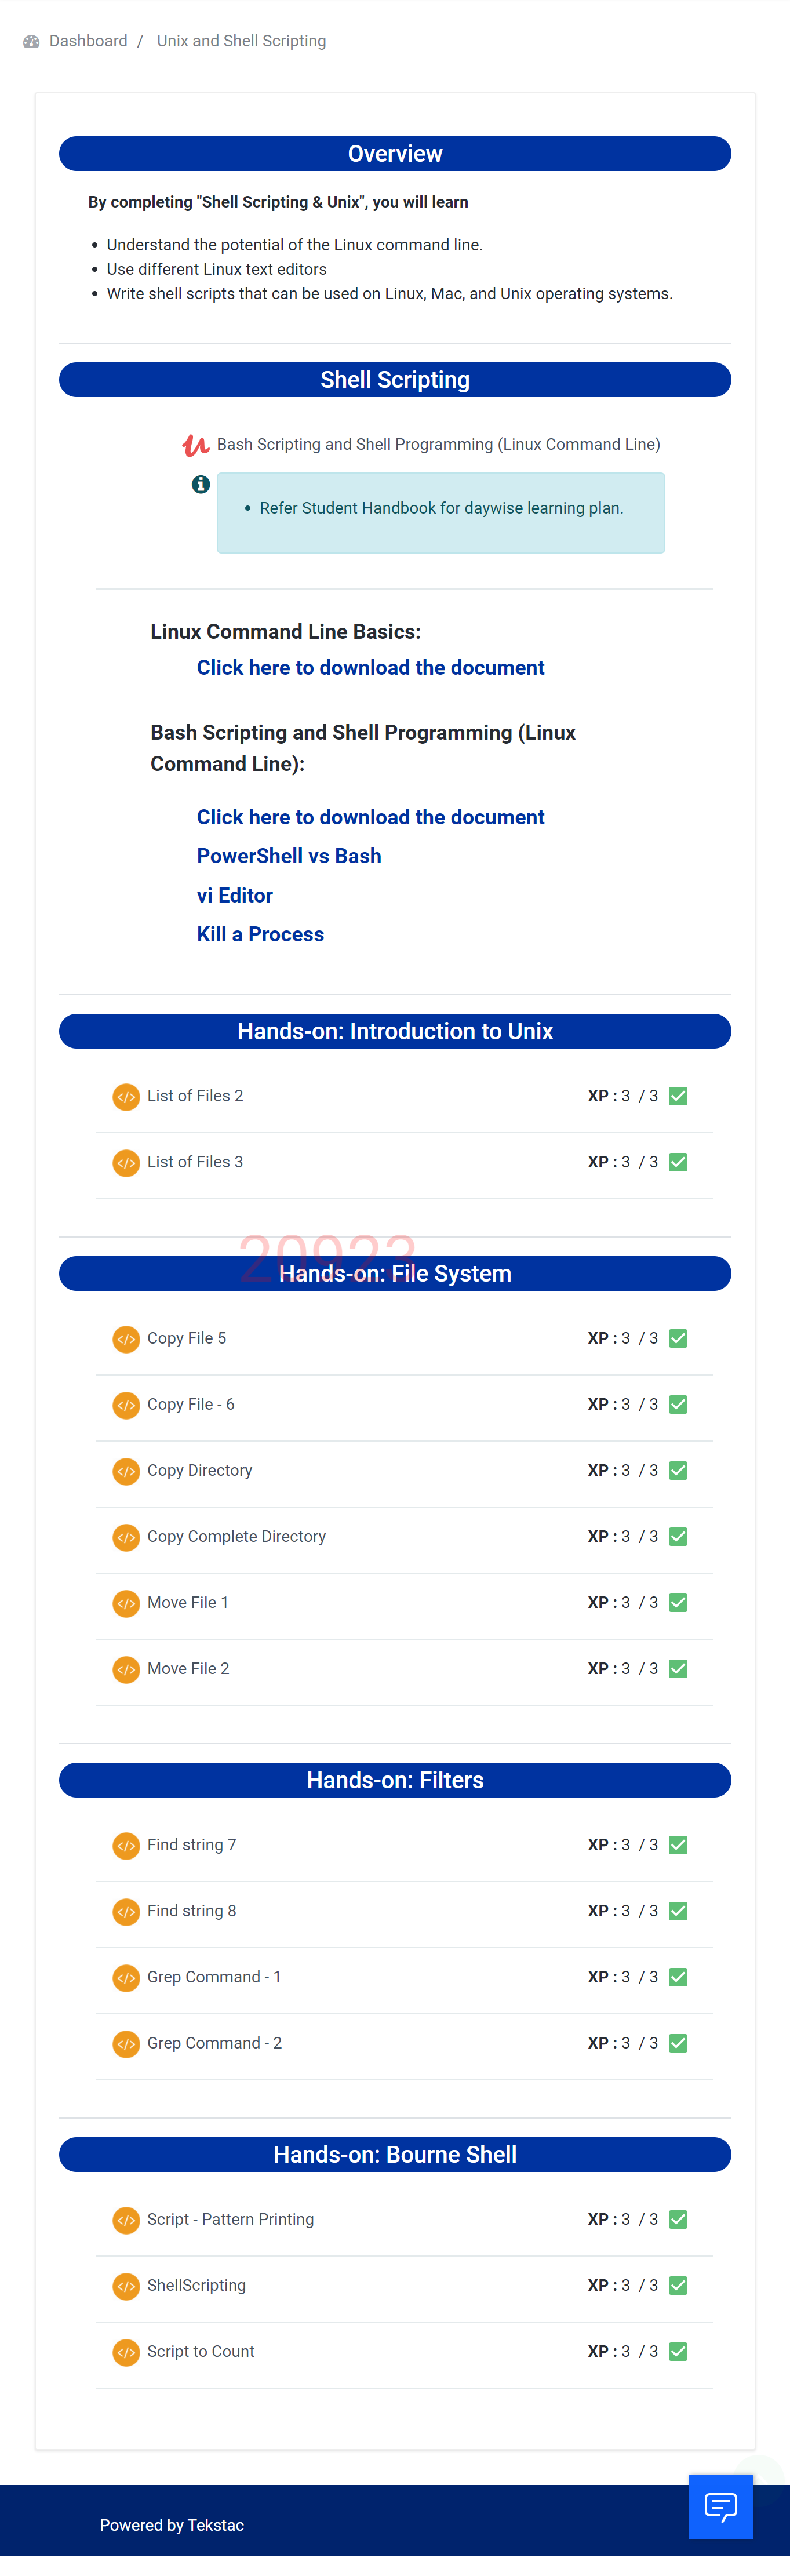 Dashboard / Unix and Shell Scripting
Overview
By completing "Shell Scripting & Unix", you will learn
• Understand the potential of the Linux command line.
• Use different Linux text editors
• Write shell scripts that can be used on Linux, Mac, and Unix operating systems.
Shell Scripting
Bash Scripting and Shell Programming (Linux Command Line)
• Refer Student Handbook for daywise learning plan.
Linux Command Line Basics:
Click here to download the document
Bash Scripting and Shell Programming (Linux
Command Line):
Click here to download the document
PowerShell vs Bash
vi Editor
Kill a Process
Hands-on: Introduction to Unix
List of Files 2 XP : 3 / 3
List of Files 3 XP : 3 / 3
20923
Hands-on: File System
Copy File 5 XP : 3 / 3
Copy File - 6 XP : 3 / 3
Copy Directory XP : 3 / 3
Copy Complete Directory XP : 3 / 3
Move File 1 XP : 3 / 3
Move File 2 XP : 3 / 3
Hands-on: Filters
Find string 7 XP : 3 / 3
Find string 8 XP : 3 / 3
Grep Command - 1 XP : 3 / 3
Grep Command - 2 XP : 3 / 3
Hands-on: Bourne Shell
Script - Pattern Printing XP : 3 / 3
ShellScripting XP : 3 / 3
Script to Count XP : 3 / 3
Powered by Tekstac